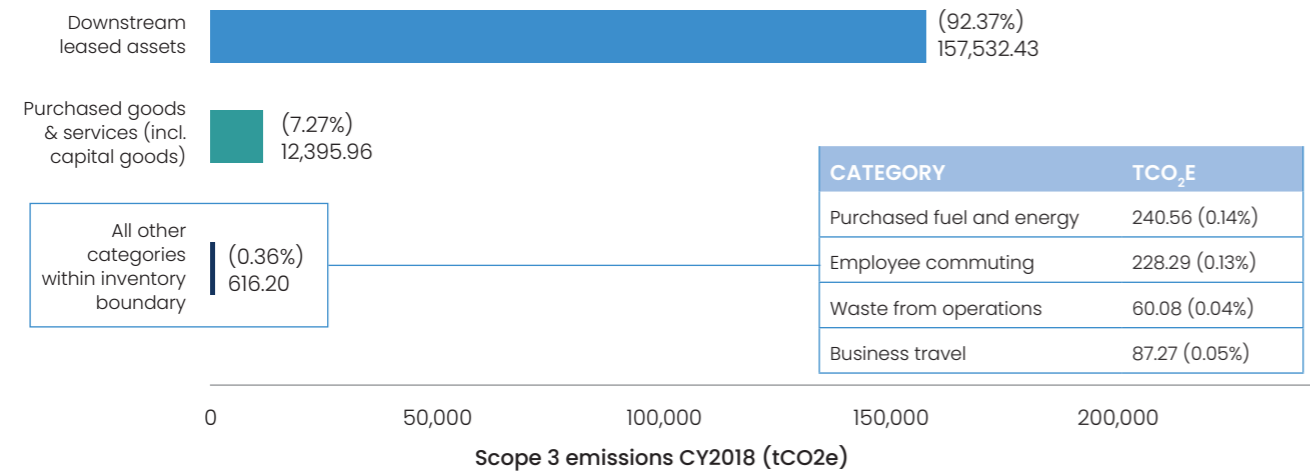 Downstream
leased assets
(92.37%)
157,532.43
Purchased goods
& services (incl.
capital goods)
(7.27%)
12,395.96
All other
categories
within inventory
boundary
(0.36%)
616.20
CATEGORY TCO₂E
Purchased fuel and energy 240.56 (0.14%)
Employee commuting 228.29 (0.13%)
Waste from operations 60.08 (0.04%)
Business travel 87.27 (0.05%)
0 50,000 100,000 150,000 200,000
Scope 3 emissions CY2018 (tCO2e)